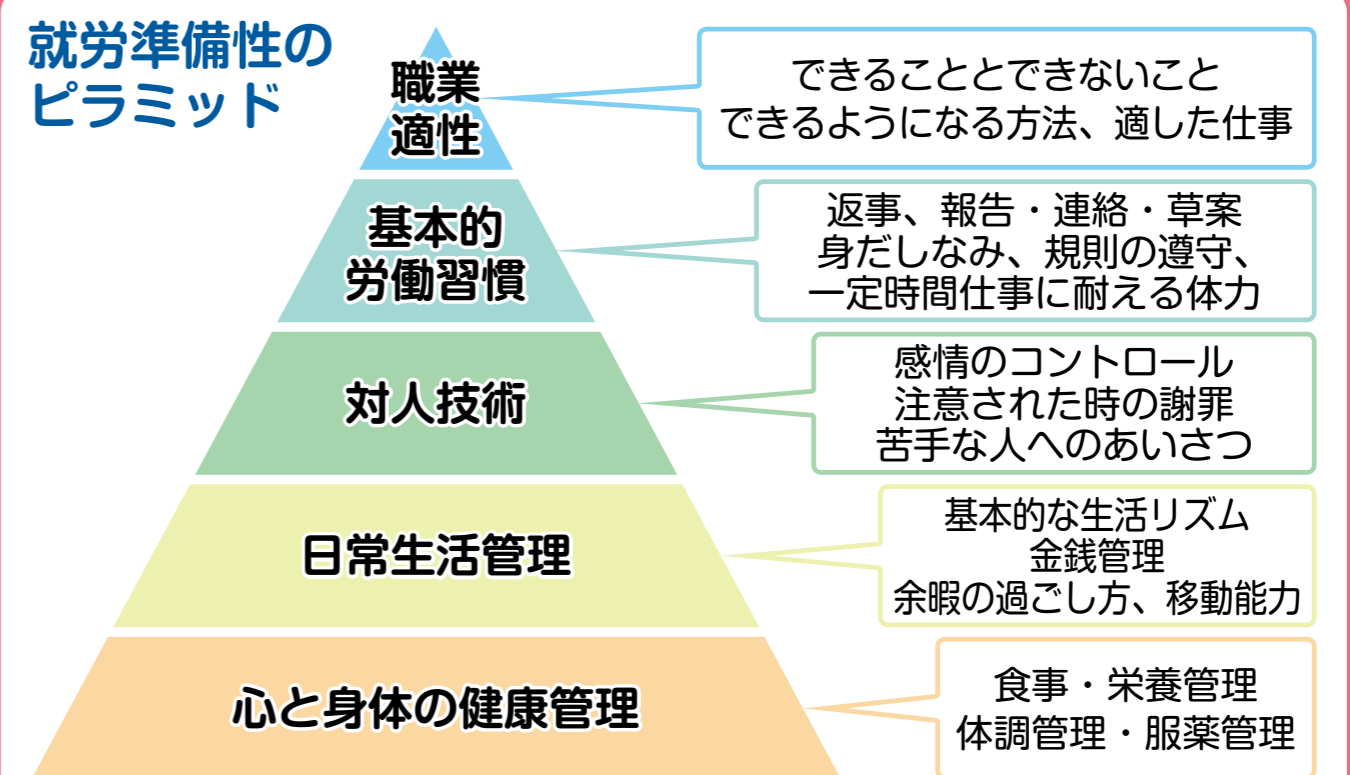 就労準備性の
ピラミッド
職業
適性
できることとできないこと
できるようになる方法、適した仕事
基本的
労働習慣
返事、報告・連絡・草案
身だしなみ、規則の遵守、
一定時間仕事に耐える体力
対人技術
感情のコントロール
注意された時の謝罪
苦手な人へのあいさつ
日常生活管理
基本的な生活リズム
金銭管理
余暇の過ごし方、移動能力
心と身体の健康管理
食事・栄養管理
体調管理・服薬管理